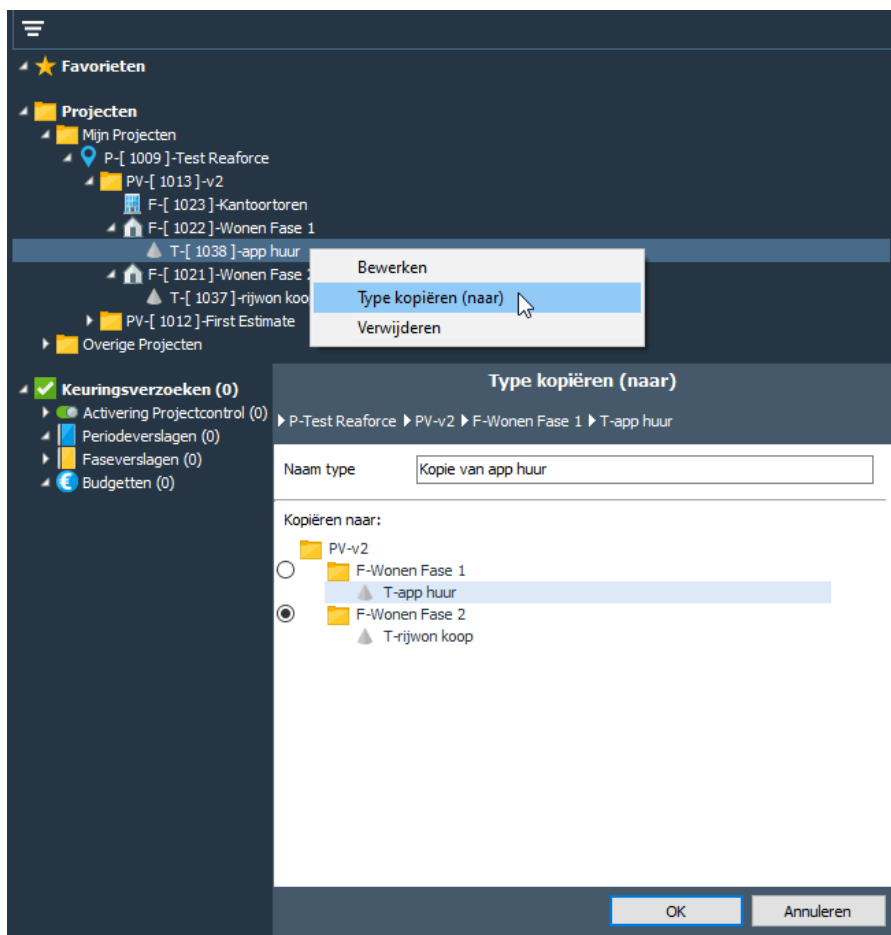 Favorieten
Projecten
Mijn Projecten
P-[ 1009 ]-Test Reaforce
PV-[ 1013 ]-v2
F-[ 1023 ]-Kantoortoren
F-[ 1022 ]-Wonen Fase 1
T-[ 1038 ]-app huur
F-[ 1021 ]-Wonen Fase
T-[ 1037 ]-rijwon koo
PV-[ 1012 ]-First Estimate
Overige Projecten
Bewerken
Type kopiëren (naar)
Verwijderen
Keuringsverzoeken (0)
Activering Projectcontrol (0)
Periodeverslagen (0)
Faseverslagen (0)
Budgetten (0)
Type kopiëren (naar)
P-Test Reaforce PV-v2 F-Wonen Fase 1 T-app huur
Naam type Kopie van app huur
Kopiëren naar:
PV-v2
F-Wonen Fase 1
T-app huur
F-Wonen Fase 2
T-rijwon koop
OK Annuleren